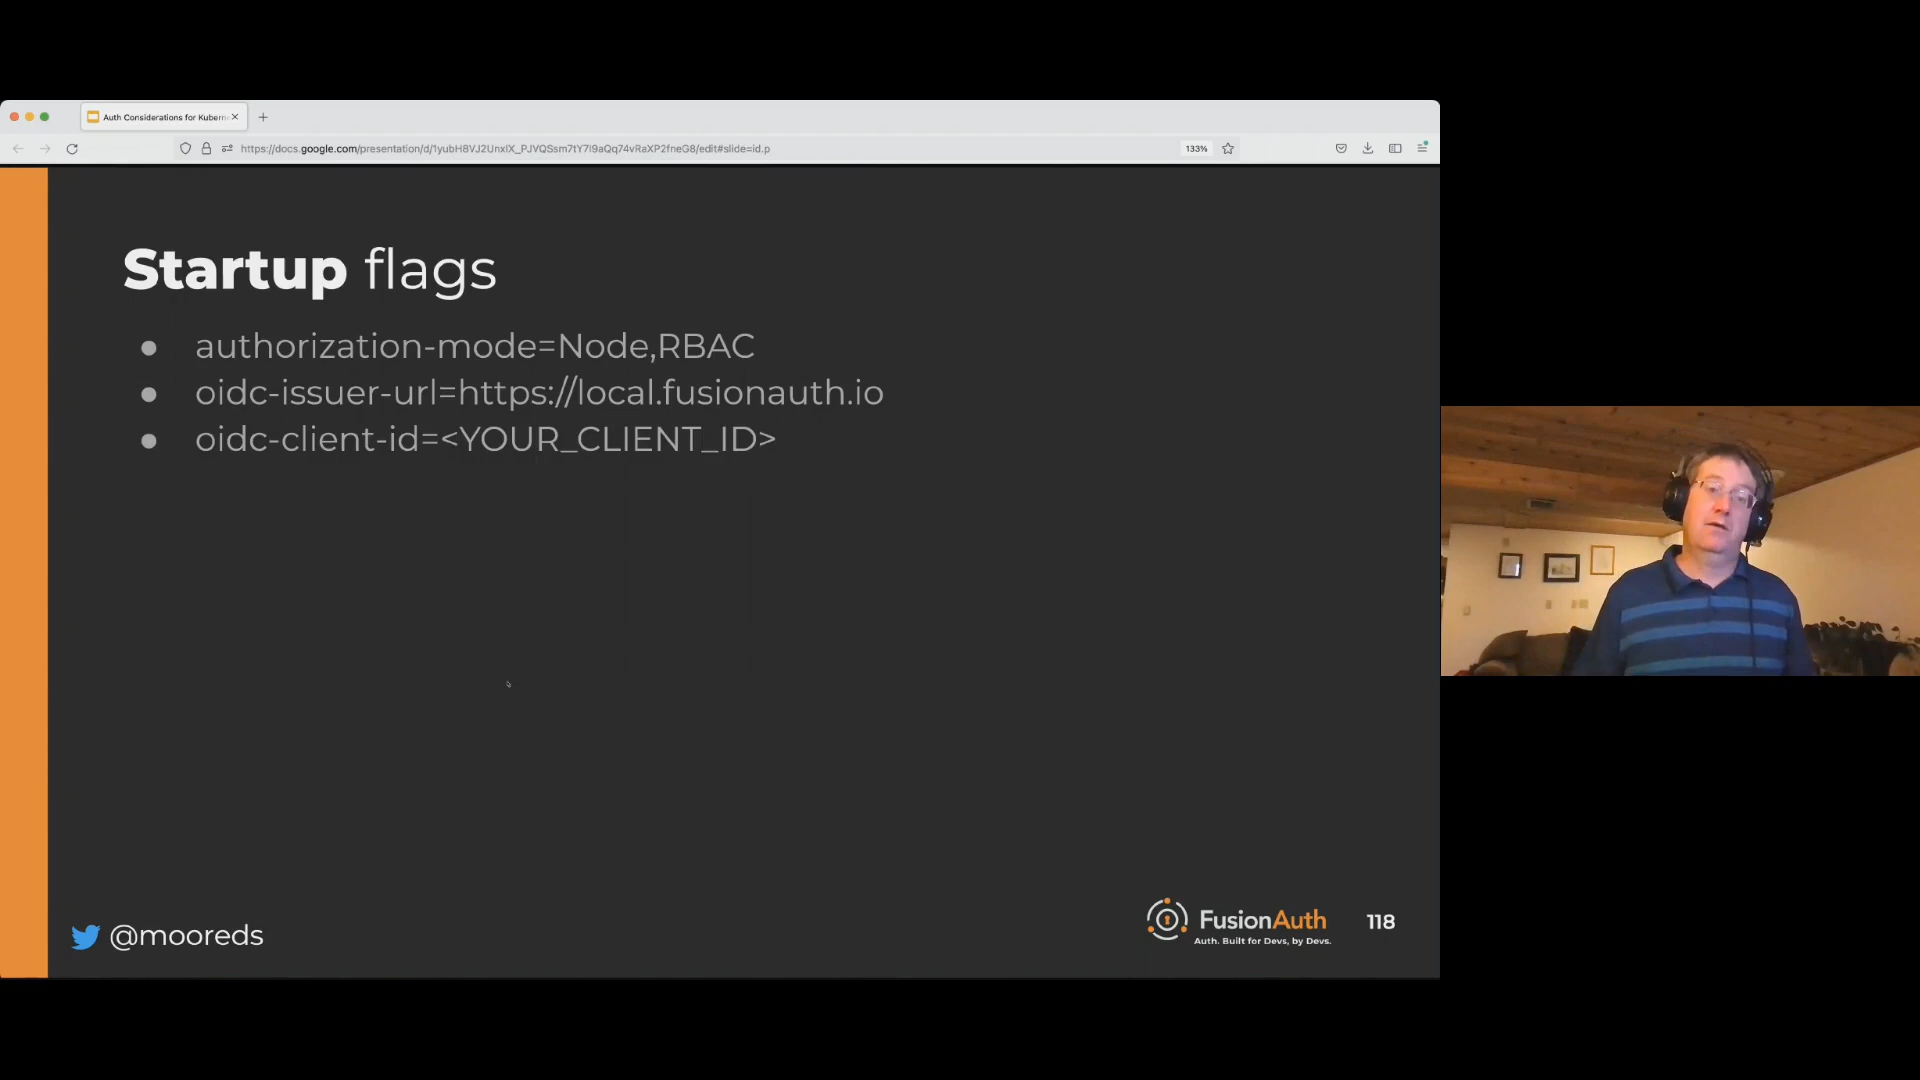 Auth Considerations for Kubern
https://docs.google.com/presentation/d/1yubH8VJ2UnxIX_PJVQSsm7tY7I9aQq74vRaXP2fneG8/edit#slide=id.p
133%
Startup flags
● authorization-mode=Node,RBAC
● oidc-issuer-url=https://local.fusionauth.io
● oidc-client-id=<YOUR_CLIENT_ID>
@mooreds
FusionAuth
Auth. Built for Devs, by Devs.
118